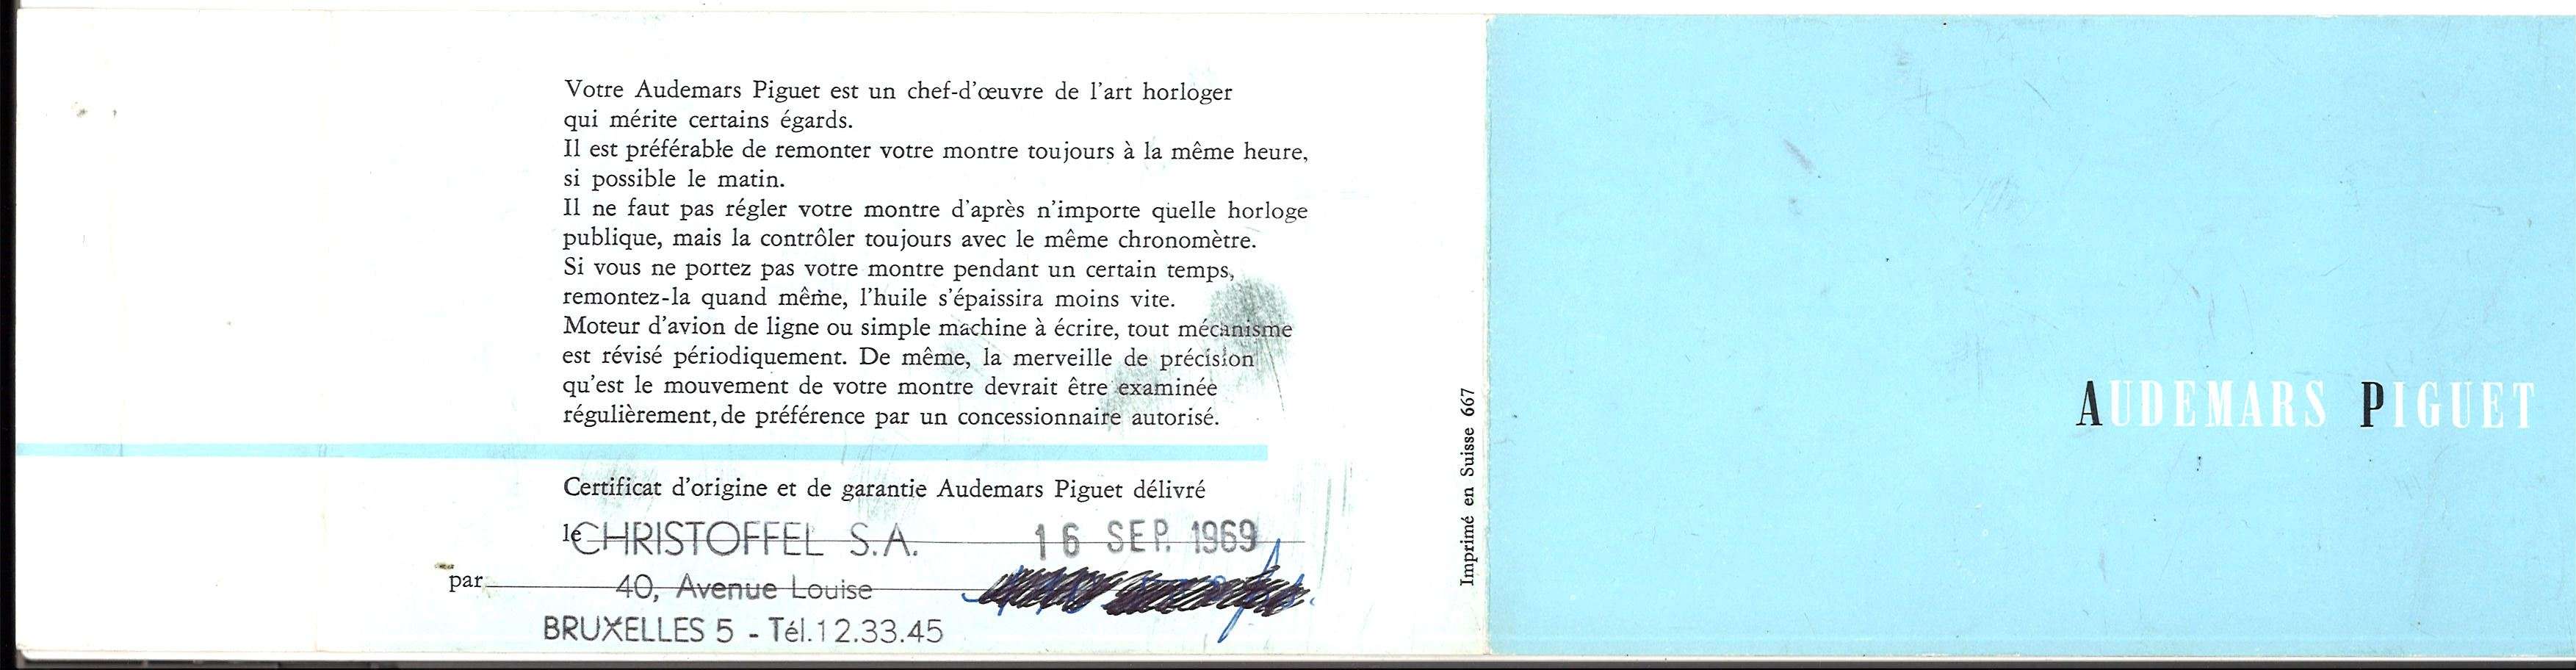 Votre Audemars Piguet est un chef-d'œuvre de l'art horloger
qui mérite certains égards.
Il est préférable de remonter votre montre toujours à la même heure,
si possible le matin.
Il ne faut pas régler votre montre d'après n'importe quelle horloge
publique, mais la contrôler toujours avec le même chronomètre.
Si vous ne portez pas votre montre pendant un certain temps,
remontez-la quand même, l'huile s'épaissira moins vite.
Moteur d'avion de ligne ou simple machine à écrire, tout mécanisme
est révisé périodiquement. De même, la merveille de précision
qu'est le mouvement de votre montre devrait être examinée
régulièrement, de préférence par un concessionnaire autorisé.
Certificat d'origine et de garantie Audemars Piguet délivré
le CHRISTOFFEL S.A. 16 SEP. 1969
par 40, Avenue Louise
BRUXELLES 5 - Tél.12.33.45
Imprimé en Suisse 667
AUDEMARS PIGUET